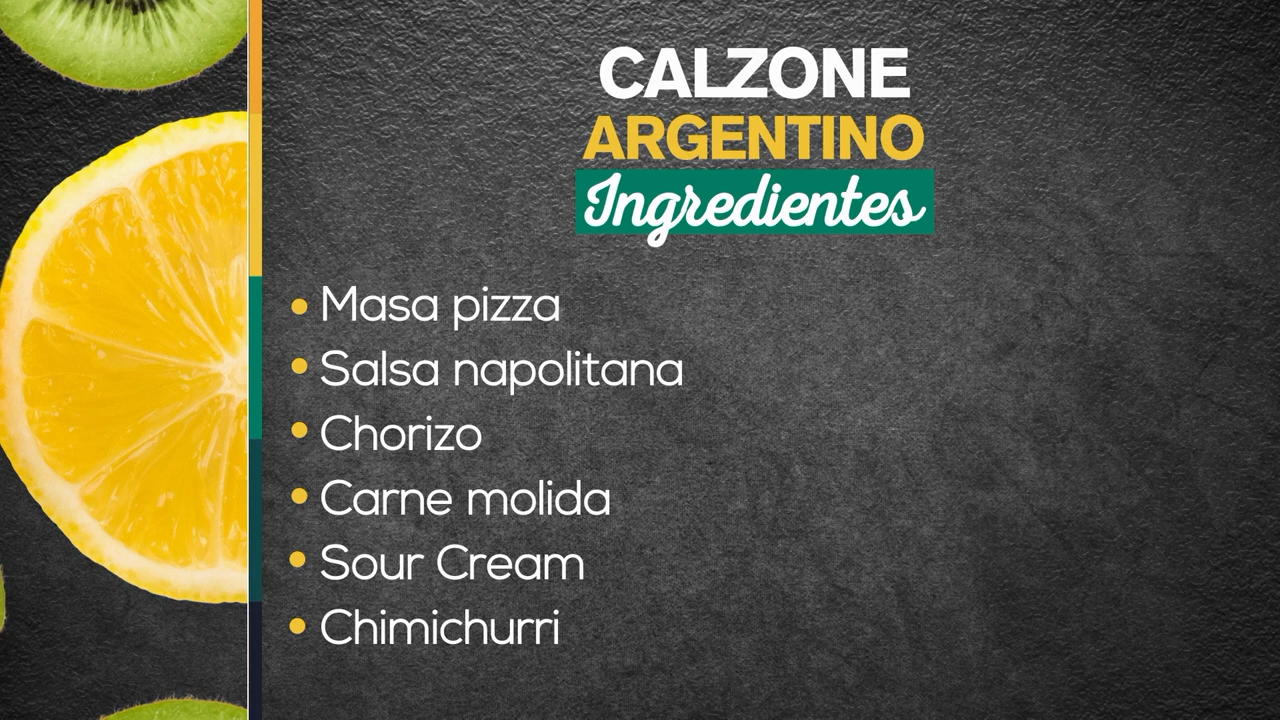 CALZONE
ARGENTINO
Ingredientes
Masa pizza
Salsa napolitana
Chorizo
Carne molida
Sour Cream
Chimichurri